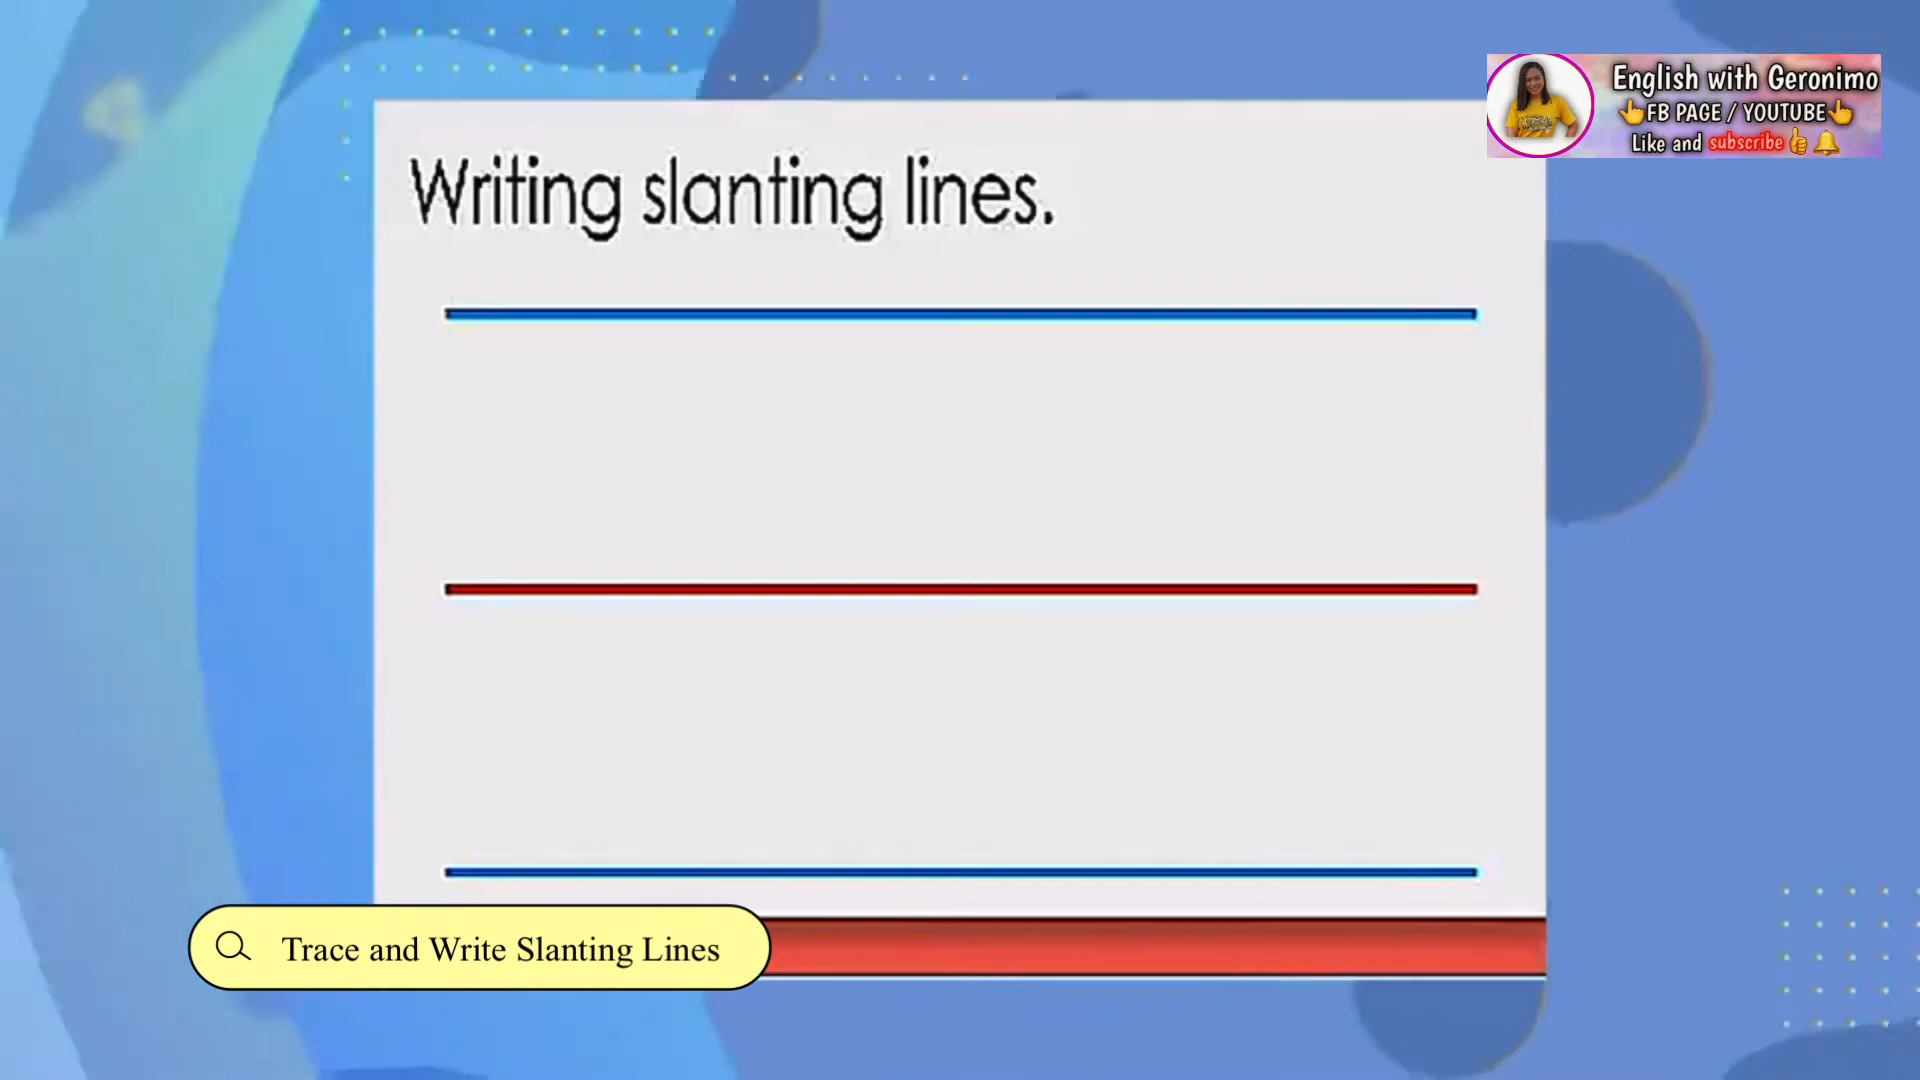 English with Geronimo
FB PAGE / YOUTUBE
Like and subscribe
Writing slanting lines.
Trace and Write Slanting Lines